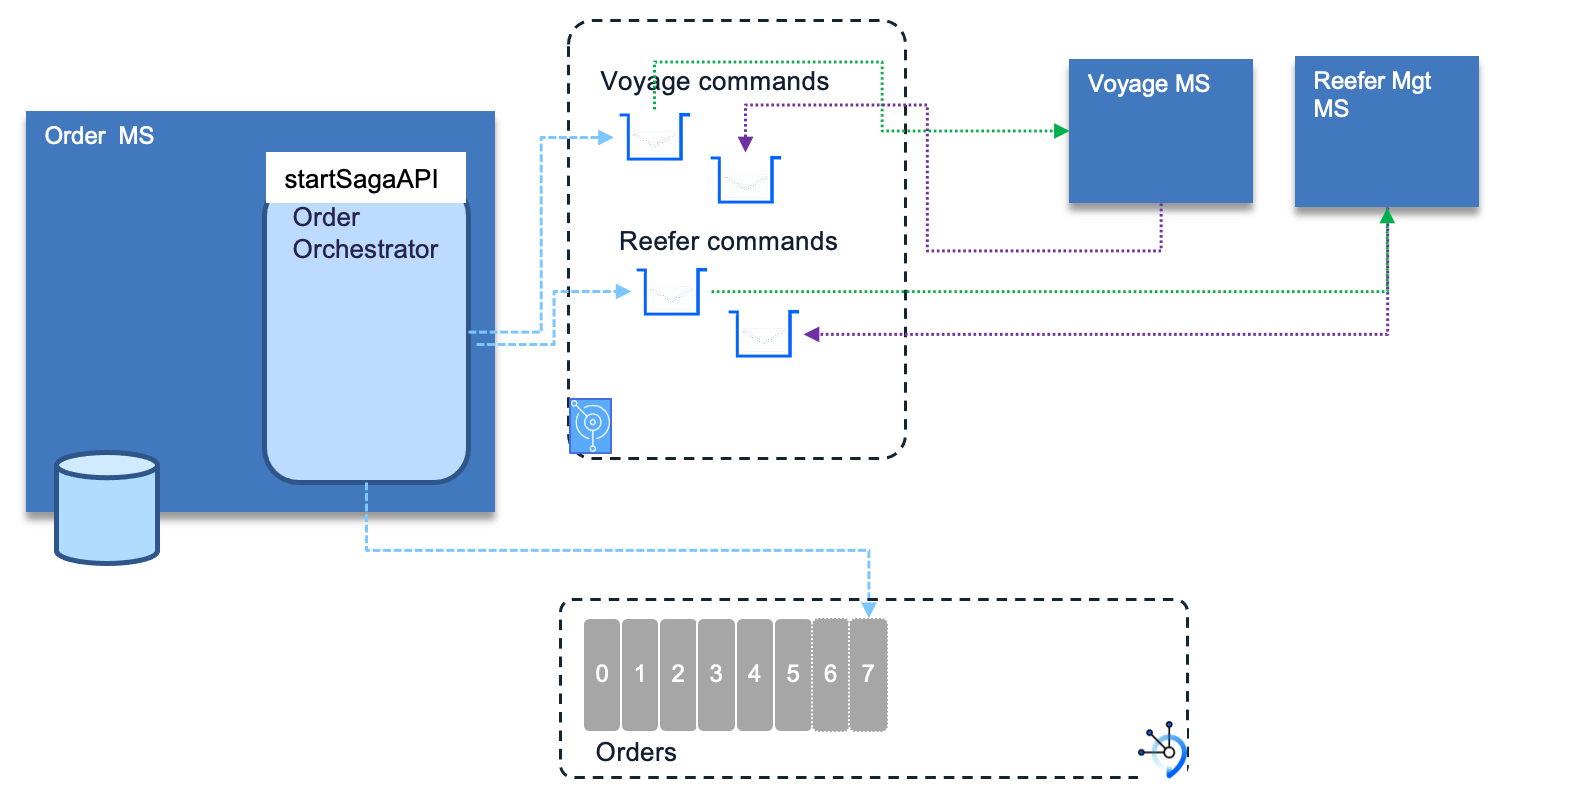 Order  MS
startSagaAPI
Order
Orchestrator
Voyage commands
Reefer commands
Voyage MS
Reefer Mgt
MS
0 1 2 3 4 5 6 7
Orders